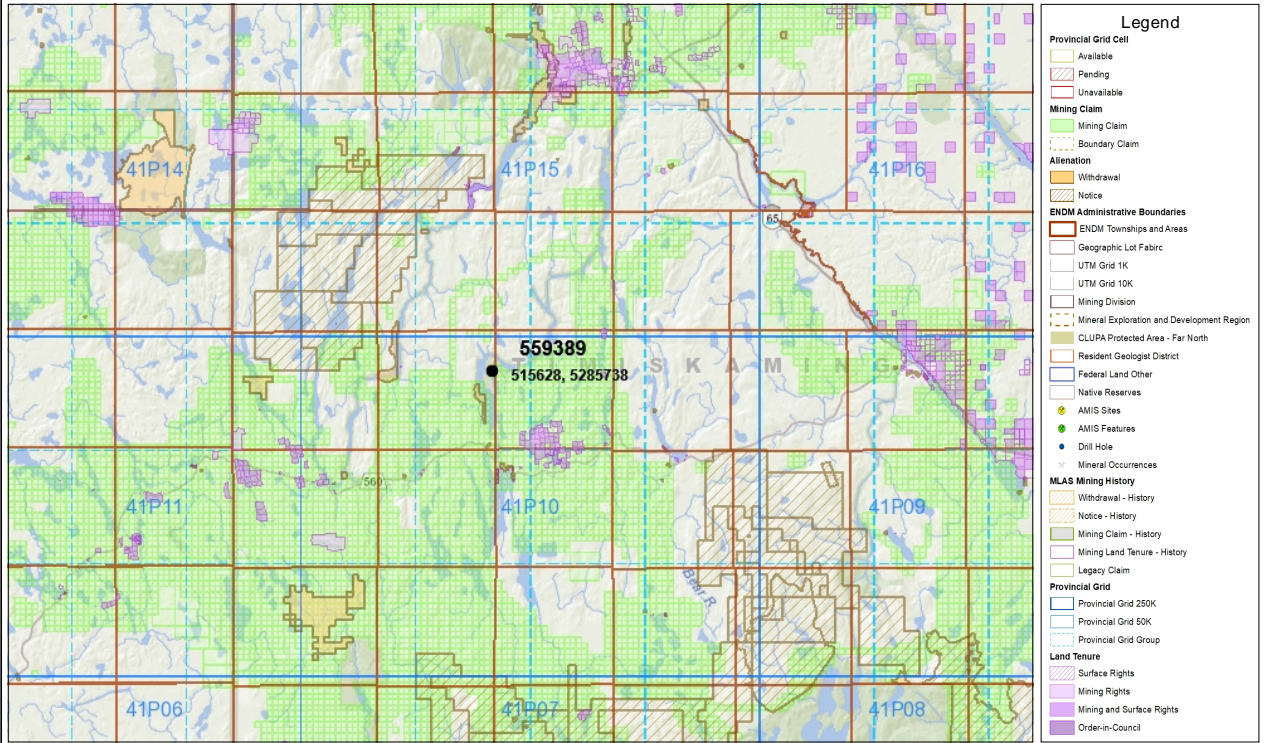 41P14
41P15
41P16
65
559389
TIMISKAMING
515628, 5285738
560
41P11
41P10
41P09
Bear R
41P06
41P07
41P08
Legend
Provincial Grid Cell
Available
Pending
Unavailable
Mining Claim
Mining Claim
Boundary Claim
Alienation
Withdrawal
Notice
ENDM Administrative Boundaries
ENDM Townships and Areas
Geographic Lot Fabirc
UTM Grid 1K
UTM Grid 10K
Mining Division
Mineral Exploration and Development Region
CLUPA Protected Area - Far North
Resident Geologist District
Federal Land Other
Native Reserves
AMIS Sites
AMIS Features
Drill Hole
Mineral Occurrences
MLAS Mining History
Withdrawal - History
Notice - History
Mining Claim - History
Mining Land Tenure - History
Legacy Claim
Provincial Grid
Provincial Grid 250K
Provincial Grid 50K
Provincial Grid Group
Land Tenure
Surface Rights
Mining Rights
Mining and Surface Rights
Order-in-Council